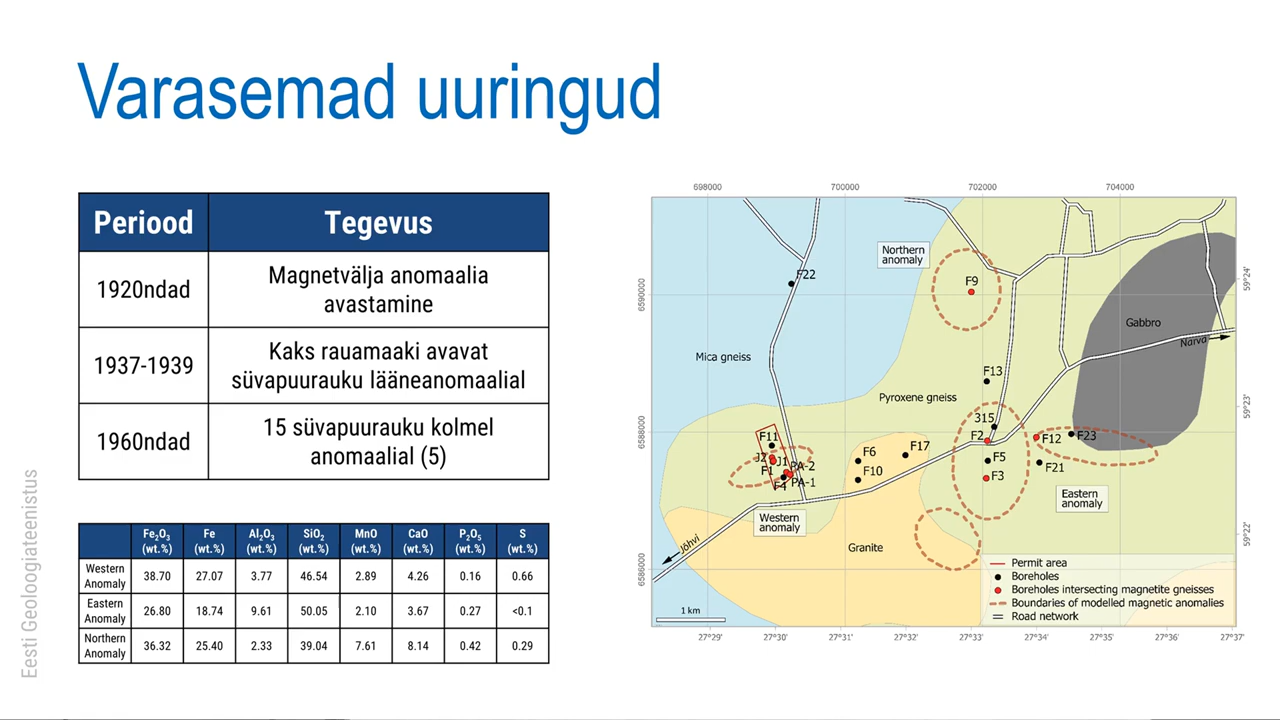 Varasemad uuringud
Periood Tegevus
1920ndad Magnetvälja anomaalia
avastamine
1937-1939 Kaks rauamaaki avavat
süvapuurauku lääneanomaalial
1960ndad 15 süvapuurauku kolmel
anomaalial (5)
Fe₂O₃ (wt.%) Fe (wt.%) Al₂O₃ (wt.%) SiO₂ (wt.%) MnO (wt.%) CaO (wt.%) P₂O₅ (wt.%) S (wt.%)
Western Anomaly 38.70 27.07 3.77 46.54 2.89 4.26 0.16 0.66
Eastern Anomaly 26.80 18.74 9.61 50.05 2.10 3.67 0.27 <0.1
Northern Anomaly 36.32 25.40 2.33 39.04 7.61 8.14 0.42 0.29
Eesti Geoloogiateenistus
698000 700000 702000 704000
6590000
6588000
6586000
59°24'
59°23'
59°22'
Northern
anomaly
F22
F9
Gabbro
Narva
Mica gneiss
F13
Pyroxene gneiss
315
F11
F2
F12
F23
J2
J1
F1
PA-2
F4
PA-1
F6
F10
F17
F5
F3
F21
Western
anomaly
Eastern
anomaly
Jõhvi
Granite
Permit area
Boreholes
Boreholes intersecting magnetite gneisses
Boundaries of modelled magnetic anomalies
Road network
1 km
27°29' 27°30' 27°31' 27°32' 27°33' 27°34' 27°35' 27°36' 27°37'